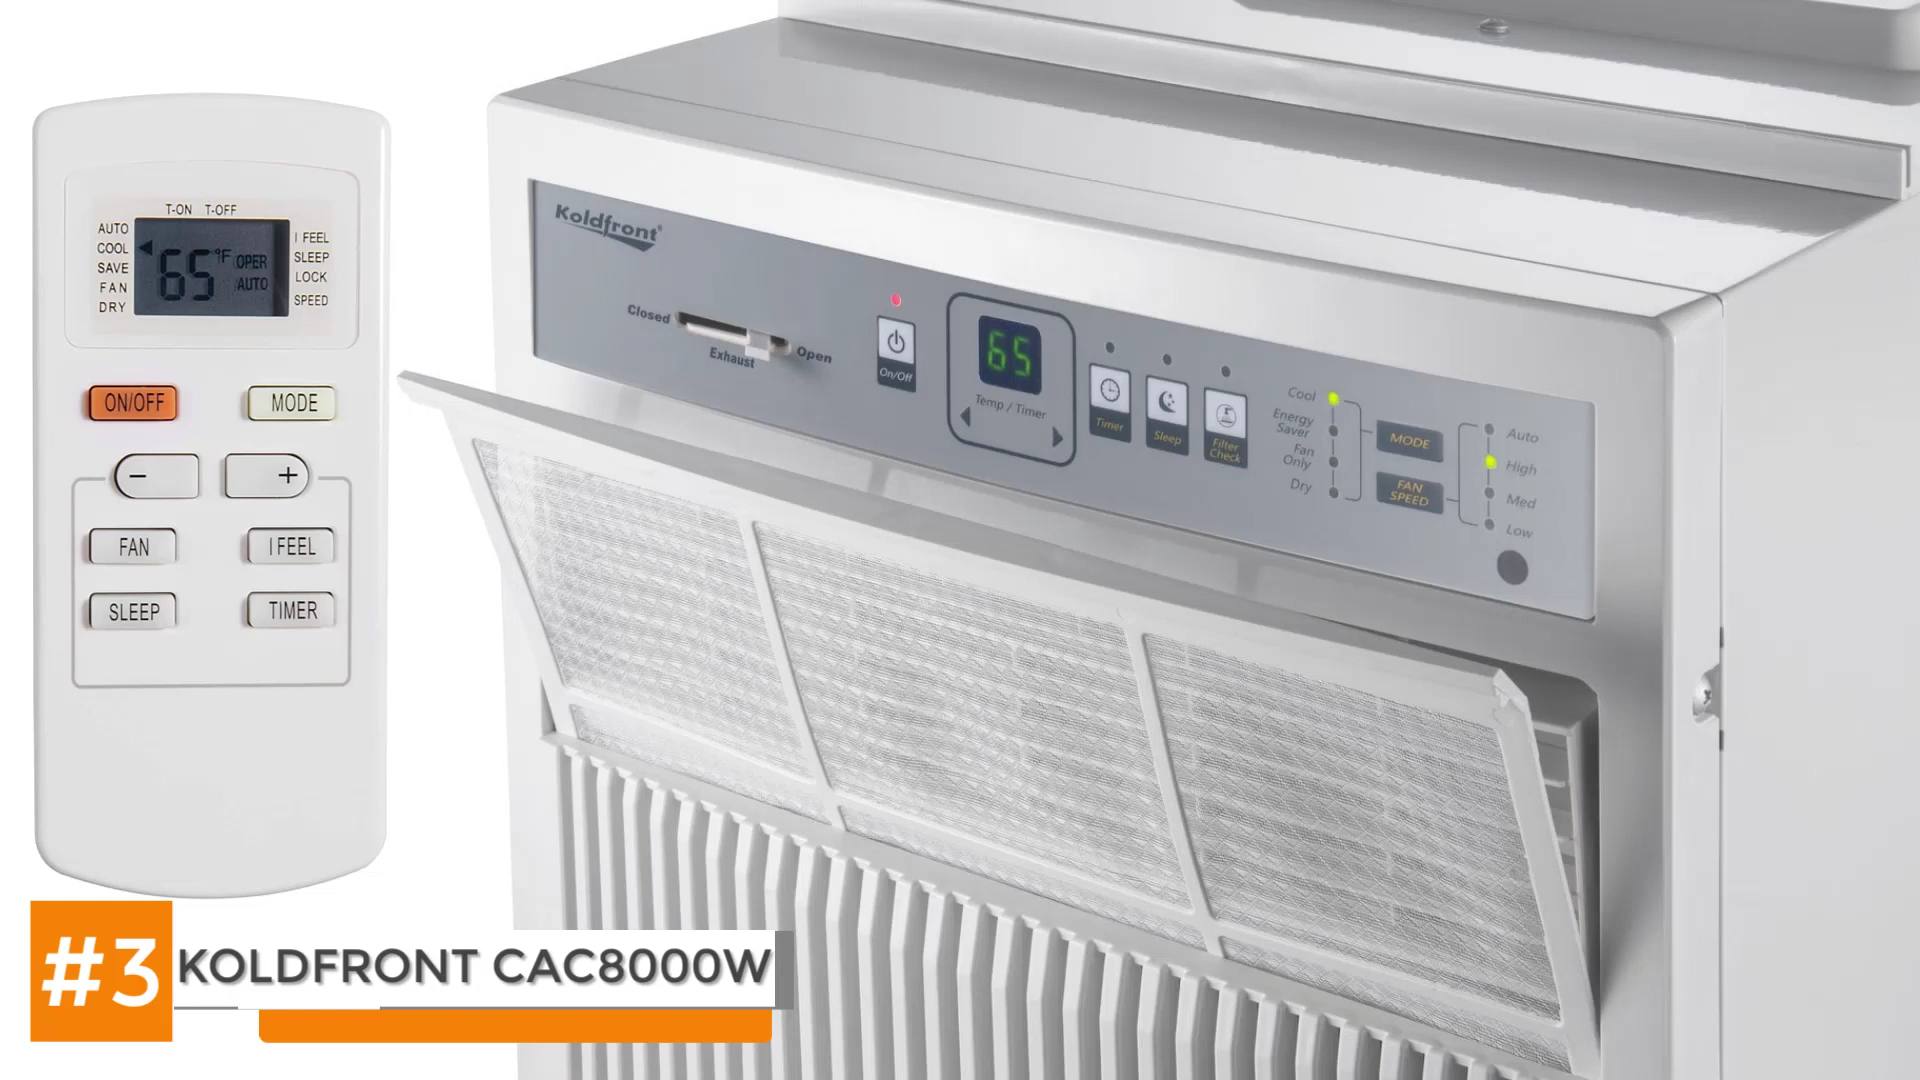 T-ON T-OFF
AUTO
COOL
SAVE
FAN
DRY
65 °F OPER
AUTO
I FEEL
SLEEP
LOCK
SPEED
ON/OFF
MODE
−
+
FAN
I FEEL
SLEEP
TIMER
Koldfront®
Closed
Exhaust
Open
On/Off
65
Temp / Timer
Timer
Sleep
Filter
Check
Cool
Energy
Saver
Fan
Only
Dry
MODE
FAN
SPEED
Auto
High
Med
Low
#3
KOLDFRONT CAC8000W